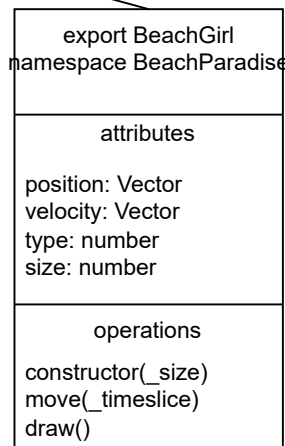 export BeachGirl
namespace BeachParadise
attributes
position: Vector
velocity: Vector
type: number
size: number
operations
constructor(_size)
move(_timeslice)
draw()